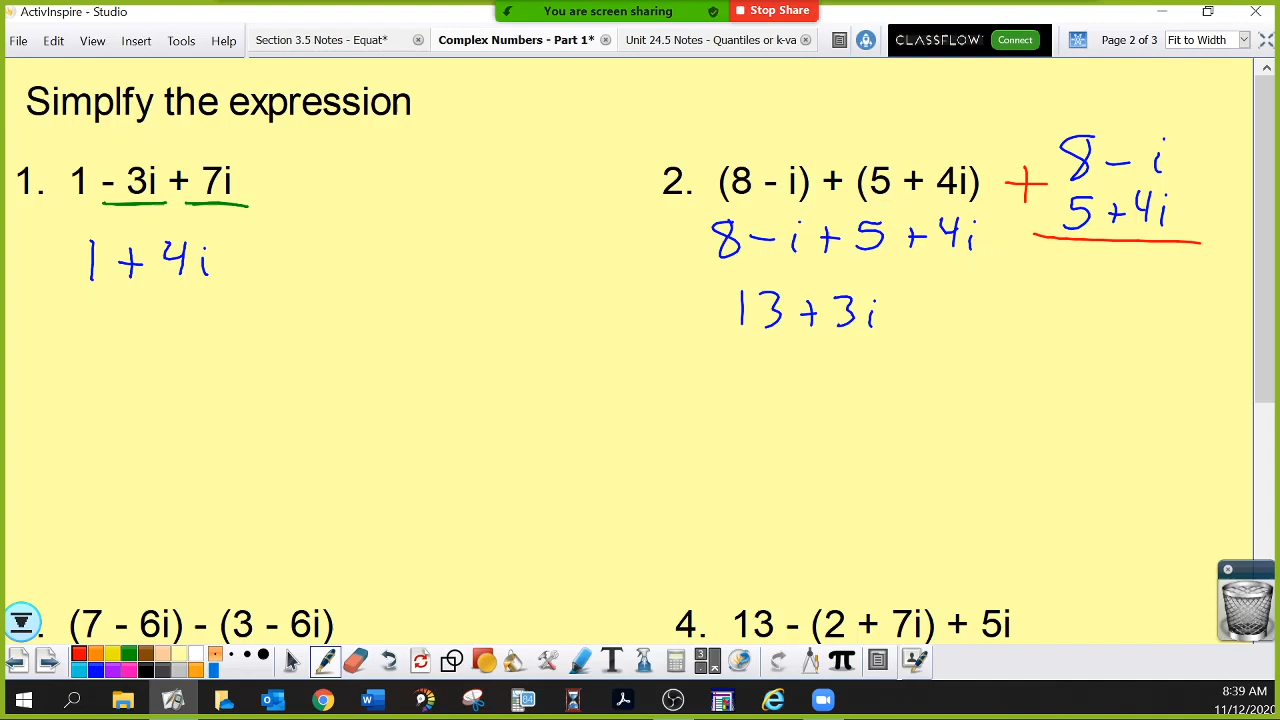 ActivInspire - Studio
You are screen sharing
Stop Share
File Edit View Insert Tools Help
Section 3.5 Notes - Equat*
Complex Numbers - Part 1*
Unit 24.5 Notes - Quantiles or k-va
CLASSFLOW
Connect
Page 2 of 3
Fit to Width
Simplfy the expression
1. 1 - 3i + 7i
1 + 4i
2. (8 - i) + (5 + 4i)
8 - i + 5 + 4i
13 + 3i
+ 8 - i
5 + 4i
. (7 - 6i) - (3 - 6i)
4. 13 - (2 + 7i) + 5i
8:39 AM
11/12/2020